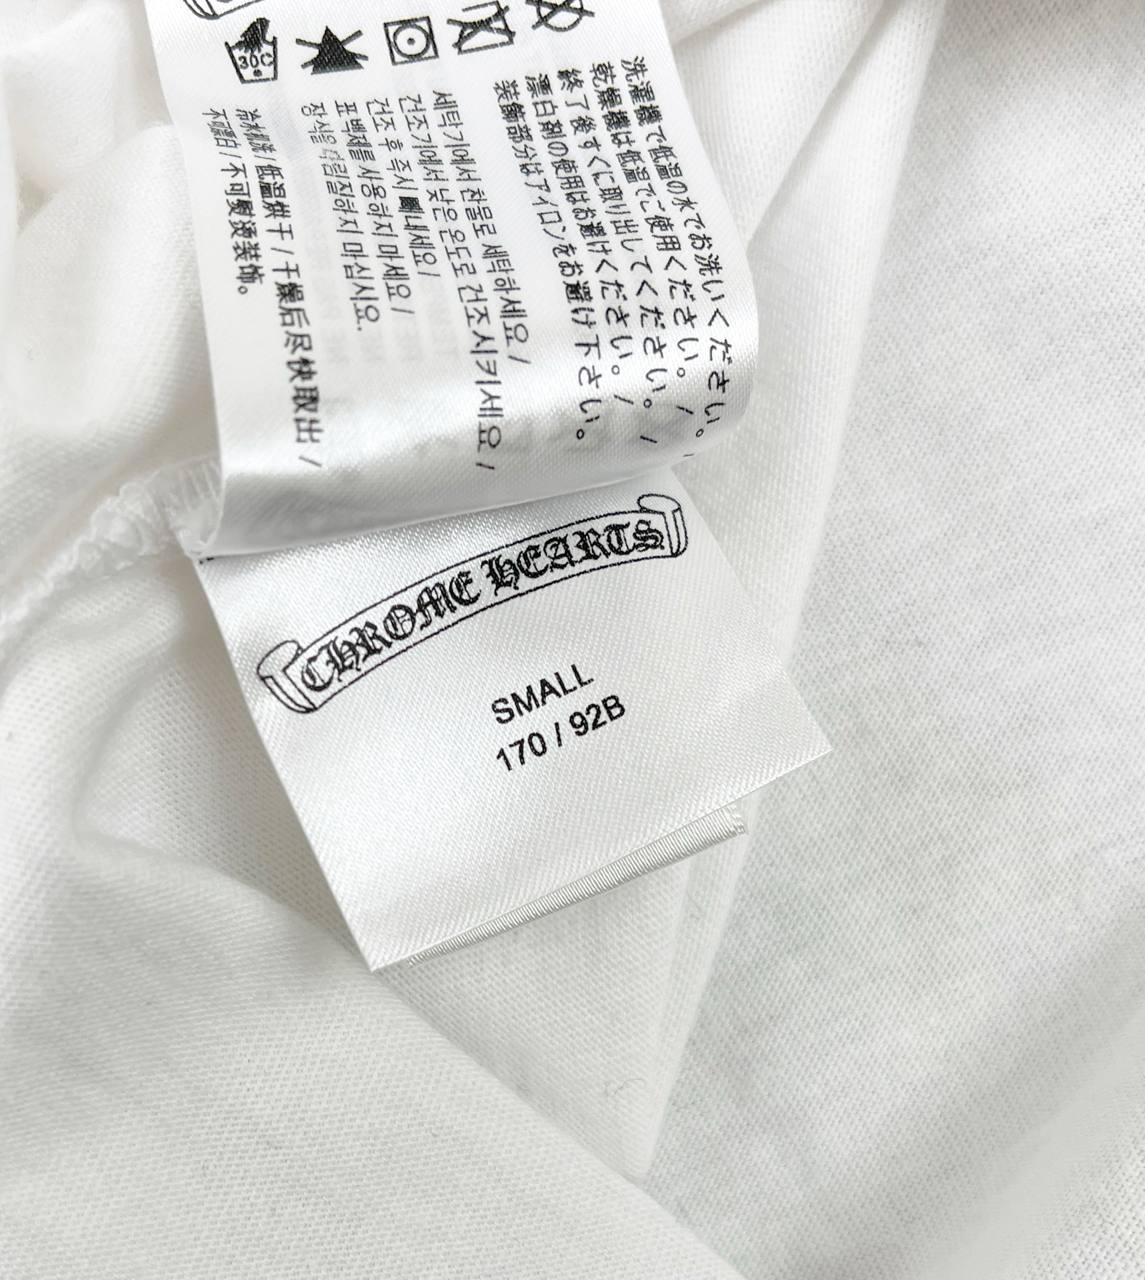 30C
洗濯機で低温の水でお洗いください。/
乾燥機は低温でご使用ください。/
終了後すぐに取り出してください。/
漂白剤の使用はお避けください。/
装飾部分はアイロンをお避け下さい。
세탁기에서 찬물로 세탁하세요 /
건조기에서 낮은 온도로 건조시키세요 /
건조 후 즉시 빼내세요/
표백제를 사용하지 마세요 /
장식을 다림질하지 마십시요.
冷水机洗/ 低温烘干 / 干燥后尽快取出 /
不可漂白 / 不可熨烫装饰。
CHROME HEARTS
SMALL
170 / 92B